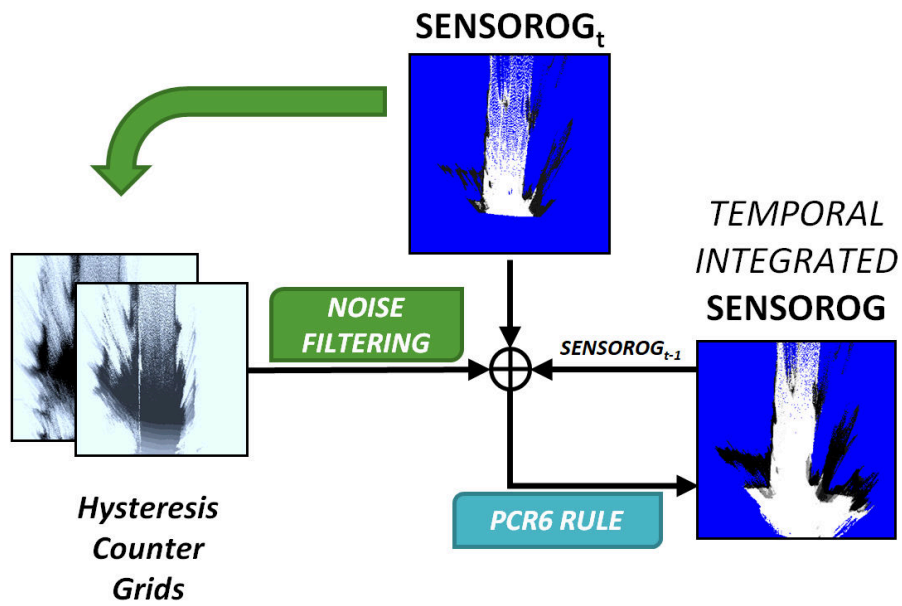 SENSOROGt
TEMPORAL
INTEGRATED
SENSOROG
NOISE
FILTERING
SENSOROGt-1
PCR6 RULE
Hysteresis
Counter
Grids